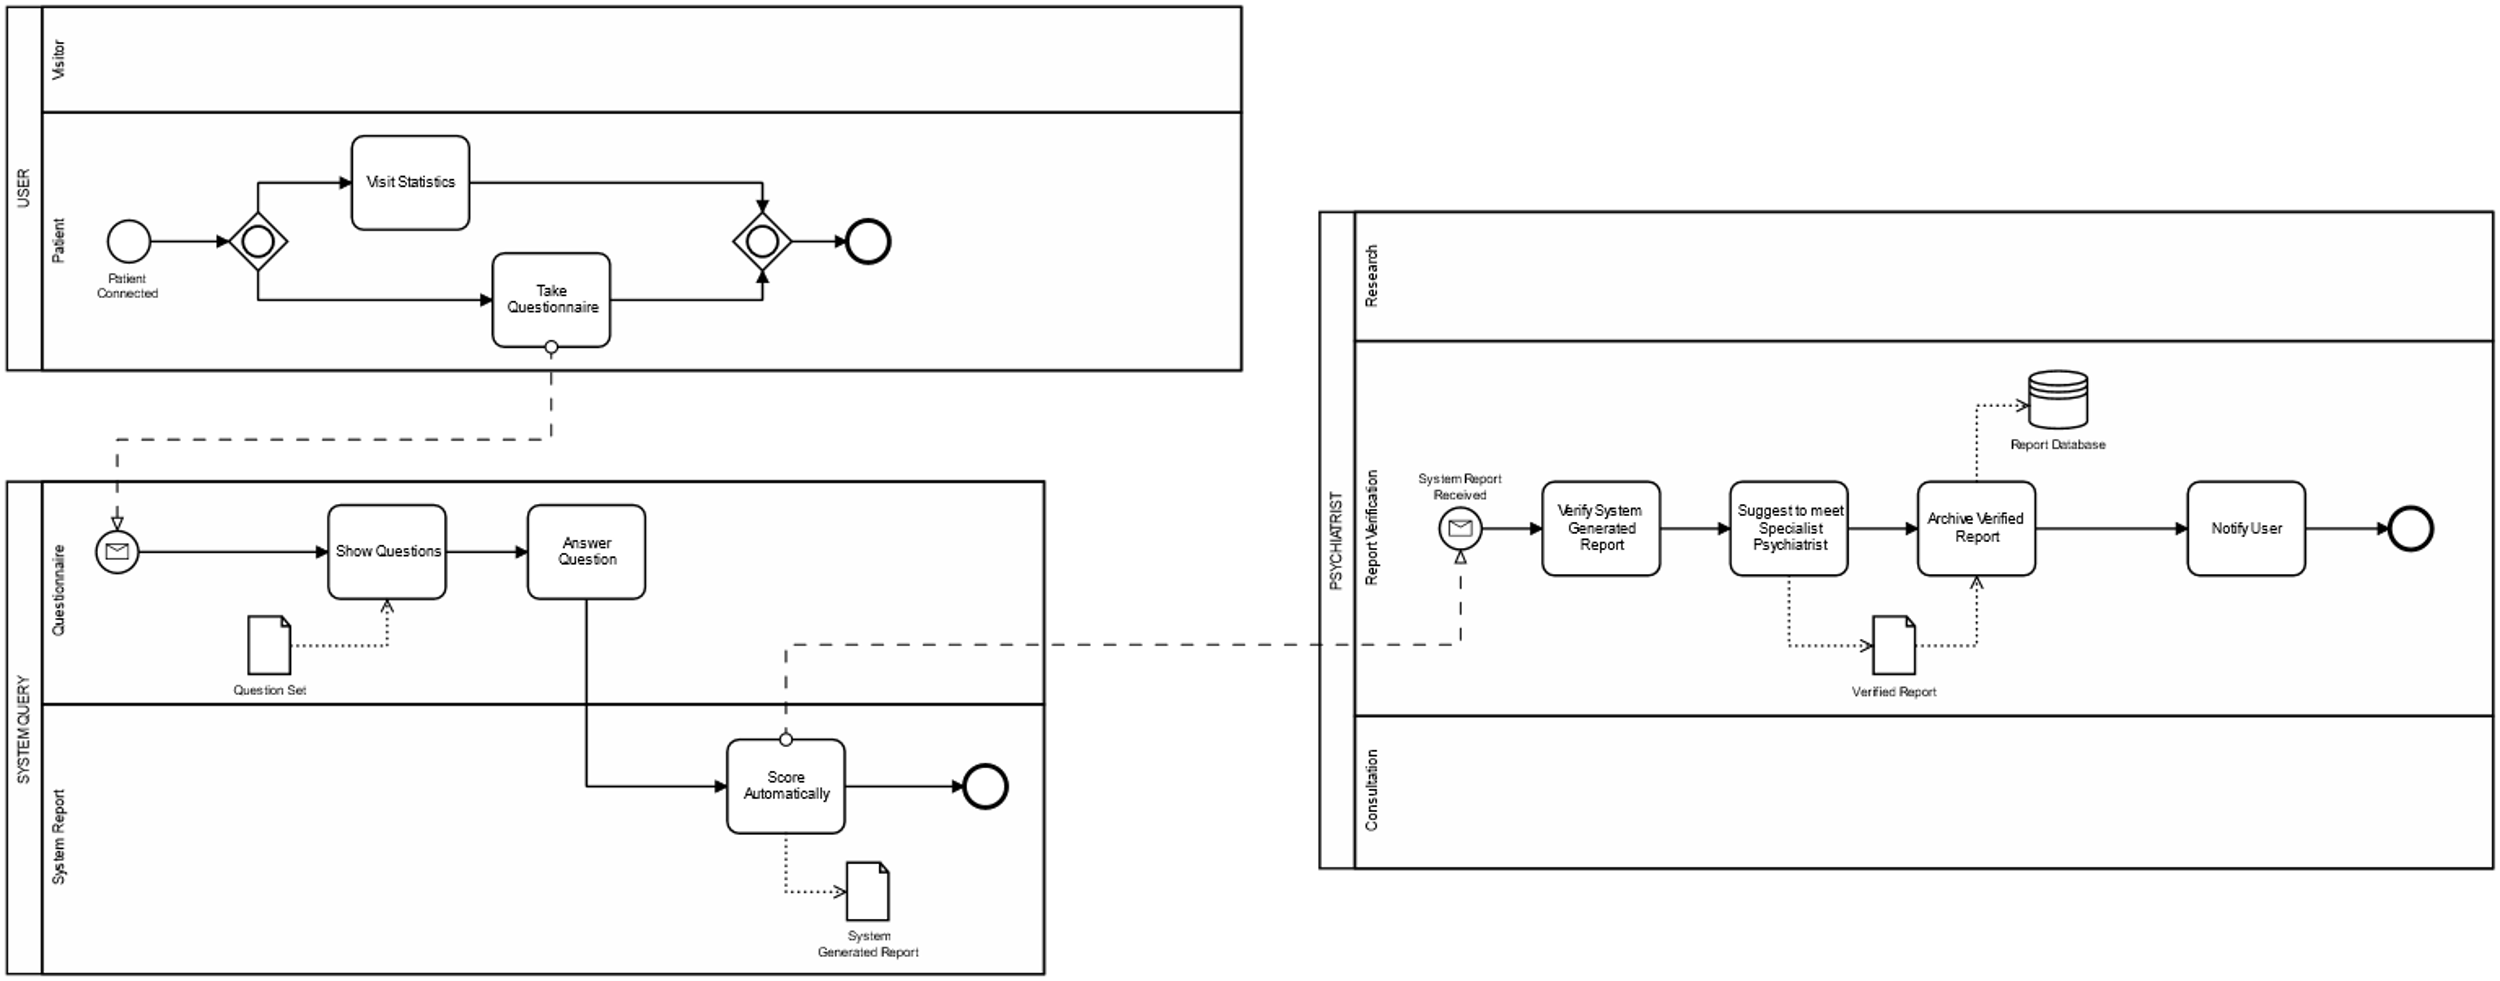 USER
Visitor
Patient
Patient
Connected
Visit Statistics
Take
Questionnaire
SYSTEM QUERY
Questionnaire
Show Questions
Answer
Question
Question Set
System Report
Score
Automatically
System
Generated Report
PSYCHIATRIST
Research
Report Verification
System Report
Received
Verify System
Generated
Report
Suggest to meet
Specialist
Psychiatrist
Archive Verified
Report
Notify User
Report Database
Verified Report
Consultation